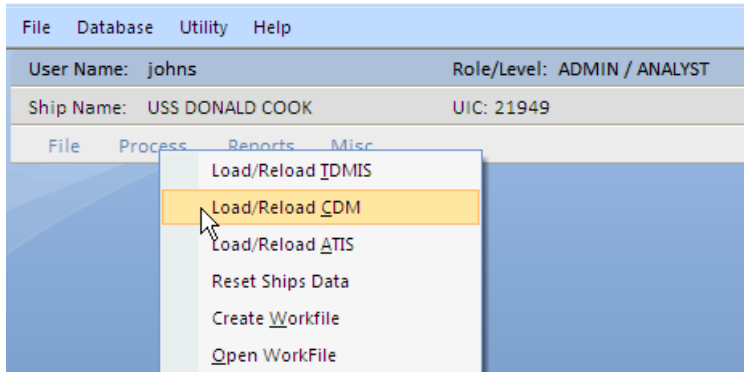 File Database Utility Help
User Name: johns Role/Level: ADMIN / ANALYST
Ship Name: USS DONALD COOK UIC: 21949
File Process Reports Misc
Load/Reload TDMIS
Load/Reload CDM
Load/Reload ATIS
Reset Ships Data
Create Workfile
Open WorkFile